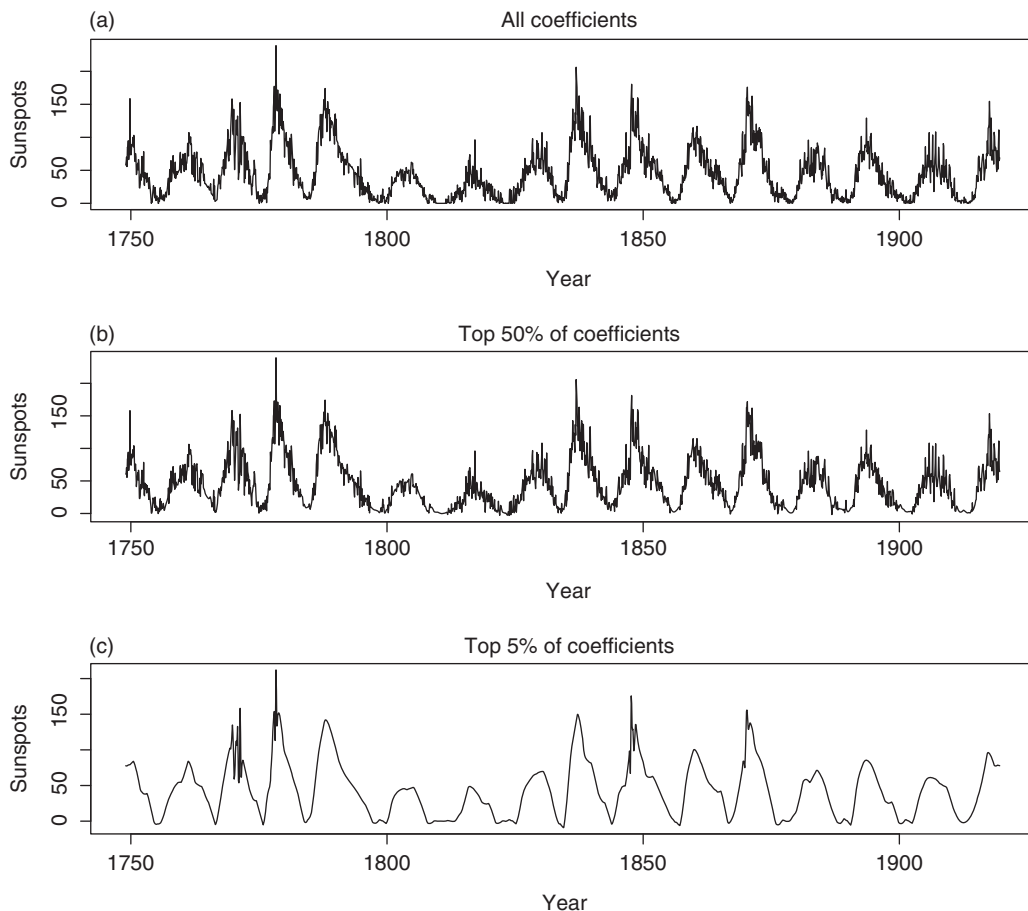 (a)
All coefficients
Sunspots
150
50
0
1750 1800 1850 1900
Year
(b)
Top 50% of coefficients
Sunspots
150
50
0
1750 1800 1850 1900
Year
(c)
Top 5% of coefficients
Sunspots
150
50
0
1750 1800 1850 1900
Year